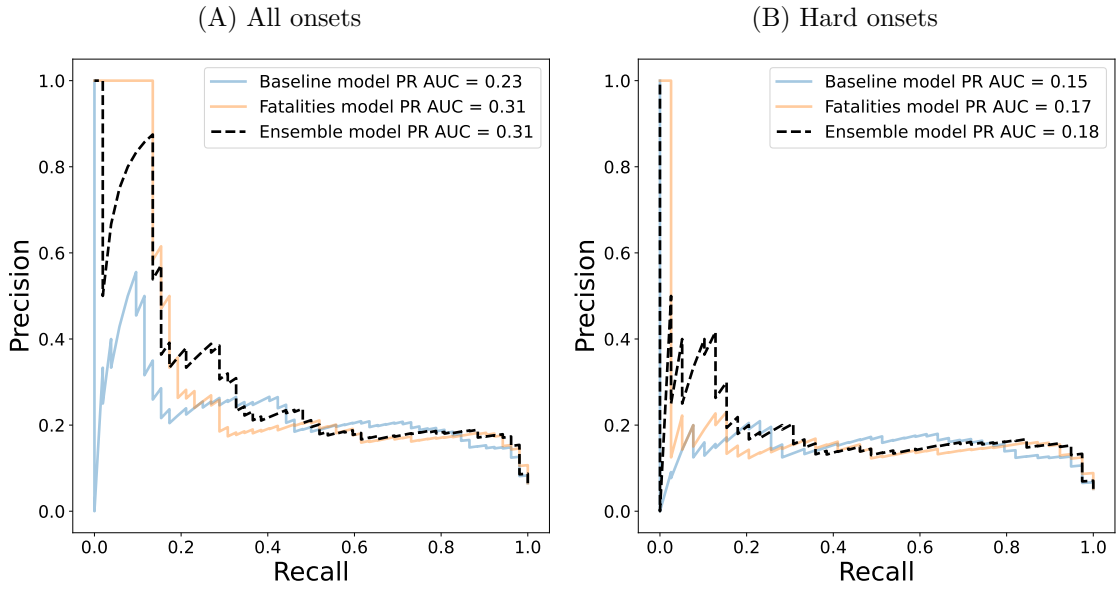 (A) All onsets
Baseline model PR AUC = 0.23
Fatalities model PR AUC = 0.31
Ensemble model PR AUC = 0.31
1.0
0.8
0.6
0.4
0.2
0.0
Precision
0.0 0.2 0.4 0.6 0.8 1.0
Recall
(B) Hard onsets
Baseline model PR AUC = 0.15
Fatalities model PR AUC = 0.17
Ensemble model PR AUC = 0.18
1.0
0.8
0.6
0.4
0.2
0.0
Precision
0.0 0.2 0.4 0.6 0.8 1.0
Recall